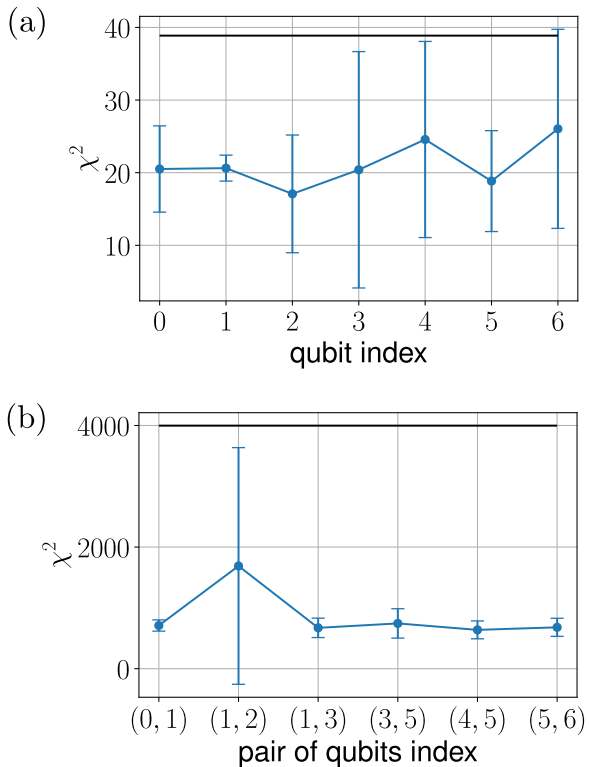 (a)
40
30
20
10
χ²
0 1 2 3 4 5 6
qubit index
(b)
4000
2000
0
χ²
(0, 1) (1, 2) (1, 3) (3, 5) (4, 5) (5, 6)
pair of qubits index